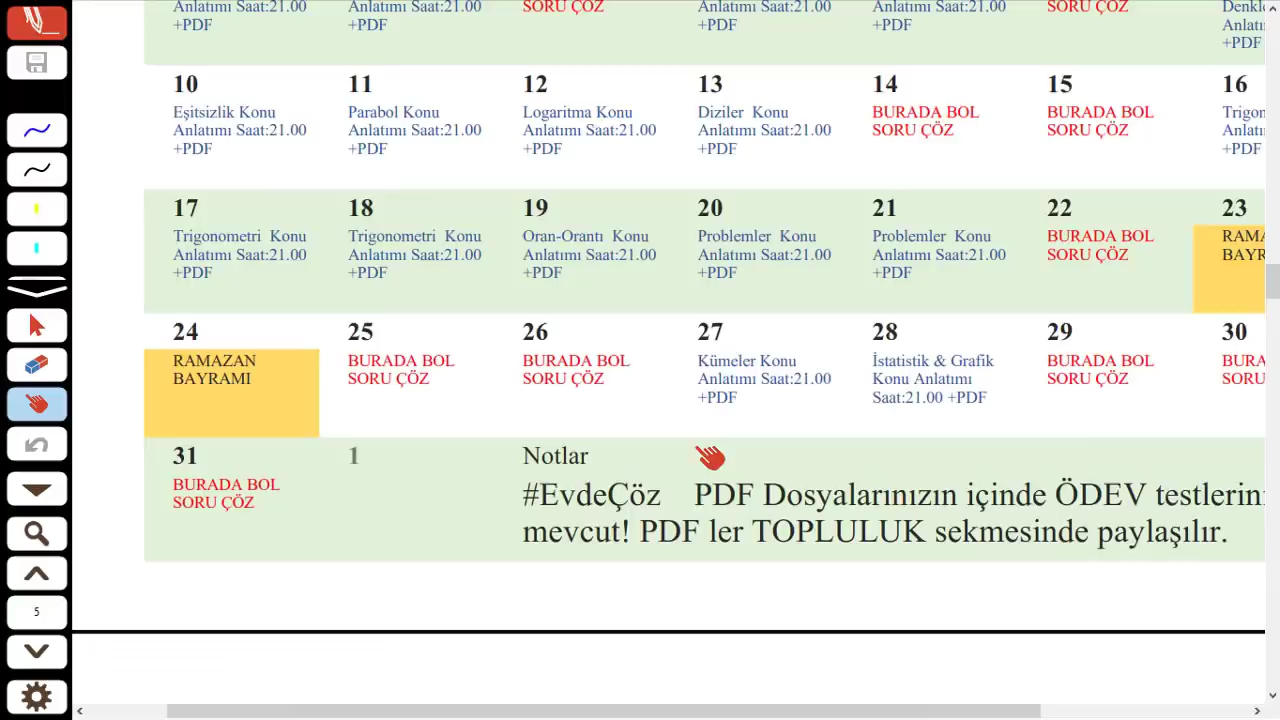 Anlatımı Saat:21.00
+PDF
Anlatımı Saat:21.00
+PDF
SORU ÇÖZ
Anlatımı Saat:21.00
+PDF
Anlatımı Saat:21.00
+PDF
SORU ÇÖZ
+PDF
10
Eşitsizlik Konu
Anlatımı Saat:21.00
+PDF
11
Parabol Konu
Anlatımı Saat:21.00
+PDF
12
Logaritma Konu
Anlatımı Saat:21.00
+PDF
13
Diziler Konu
Anlatımı Saat:21.00
+PDF
14
BURADA BOL
SORU ÇÖZ
15
BURADA BOL
SORU ÇÖZ
16
+PDF
17
Trigonometri Konu
Anlatımı Saat:21.00
+PDF
18
Trigonometri Konu
Anlatımı Saat:21.00
+PDF
19
Oran-Orantı Konu
Anlatımı Saat:21.00
+PDF
20
Problemler Konu
Anlatımı Saat:21.00
+PDF
21
Problemler Konu
Anlatımı Saat:21.00
+PDF
22
BURADA BOL
SORU ÇÖZ
23
24
RAMAZAN
BAYRAMI
25
BURADA BOL
SORU ÇÖZ
26
BURADA BOL
SORU ÇÖZ
27
Kümeler Konu
Anlatımı Saat:21.00
+PDF
28
İstatistik & Grafik
Konu Anlatımı
Saat:21.00 +PDF
29
BURADA BOL
SORU ÇÖZ
30
31
BURADA BOL
SORU ÇÖZ
1
Notlar
#EvdeÇöz PDF Dosyalarınızın içinde ÖDEV testlerini
mevcut! PDF ler TOPLULUK sekmesinde paylaşılır.
5